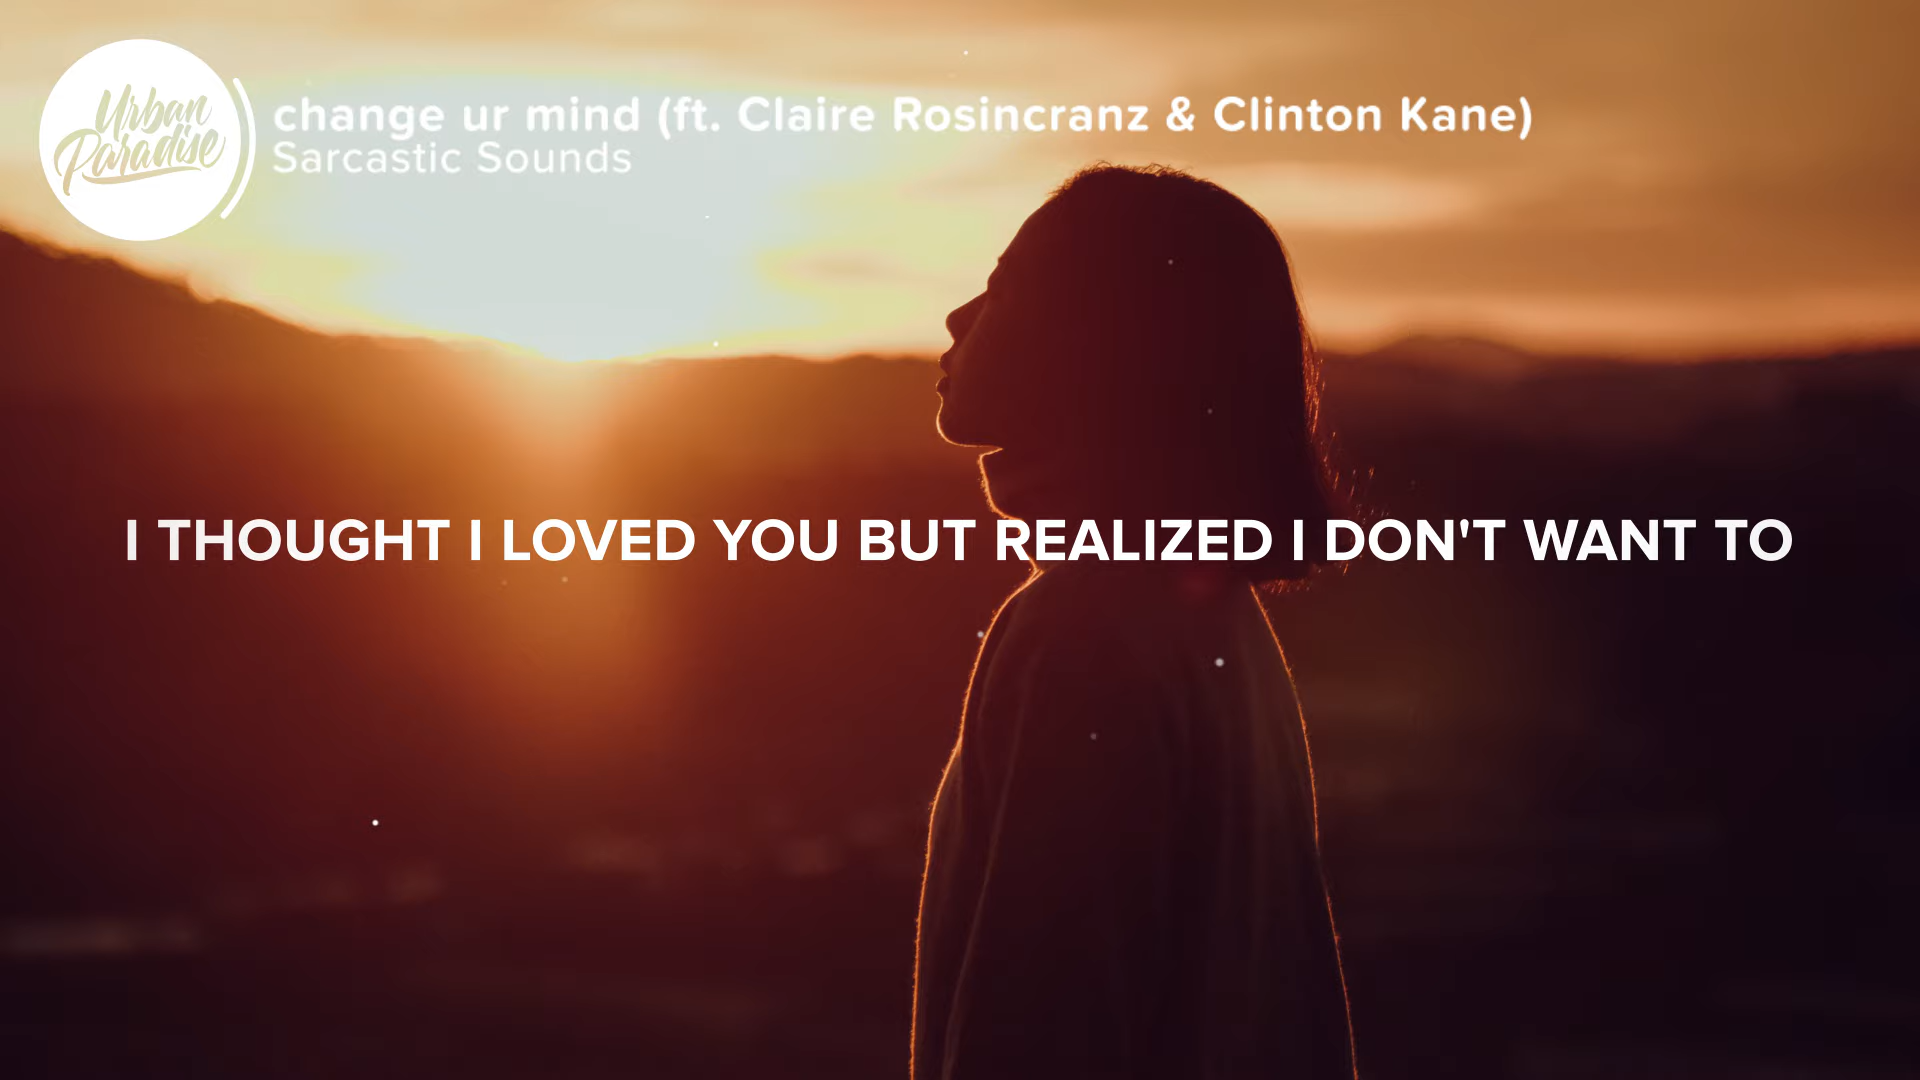 Urban
Paradise
change ur mind (ft. Claire Rosincranz & Clinton Kane)
Sarcastic Sounds
I THOUGHT I LOVED YOU BUT REALIZED I DON'T WANT TO